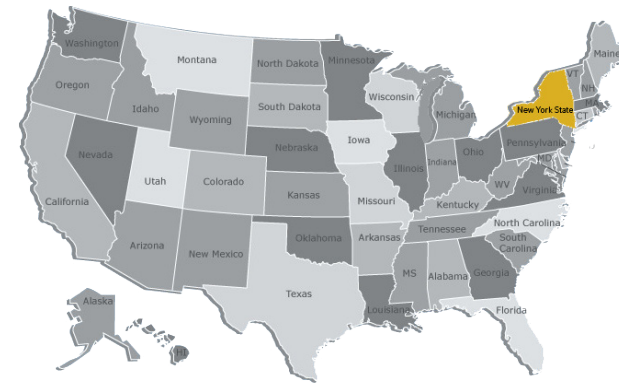 Washington
Montana
North Dakota
Minnesota
Maine
VT
NH
Oregon
Idaho
South Dakota
Wisconsin
Michigan
New York State
MA
CT
Wyoming
Nevada
Nebraska
Iowa
Illinois
Indiana
Ohio
Pennsylvania
MD
Utah
Colorado
California
Kansas
Missouri
Kentucky
WV
Virginia
Arizona
New Mexico
Oklahoma
Arkansas
Tennessee
North Carolina
South
Carolina
Texas
MS
Alabama
Georgia
Louisiana
Florida
Alaska
HI